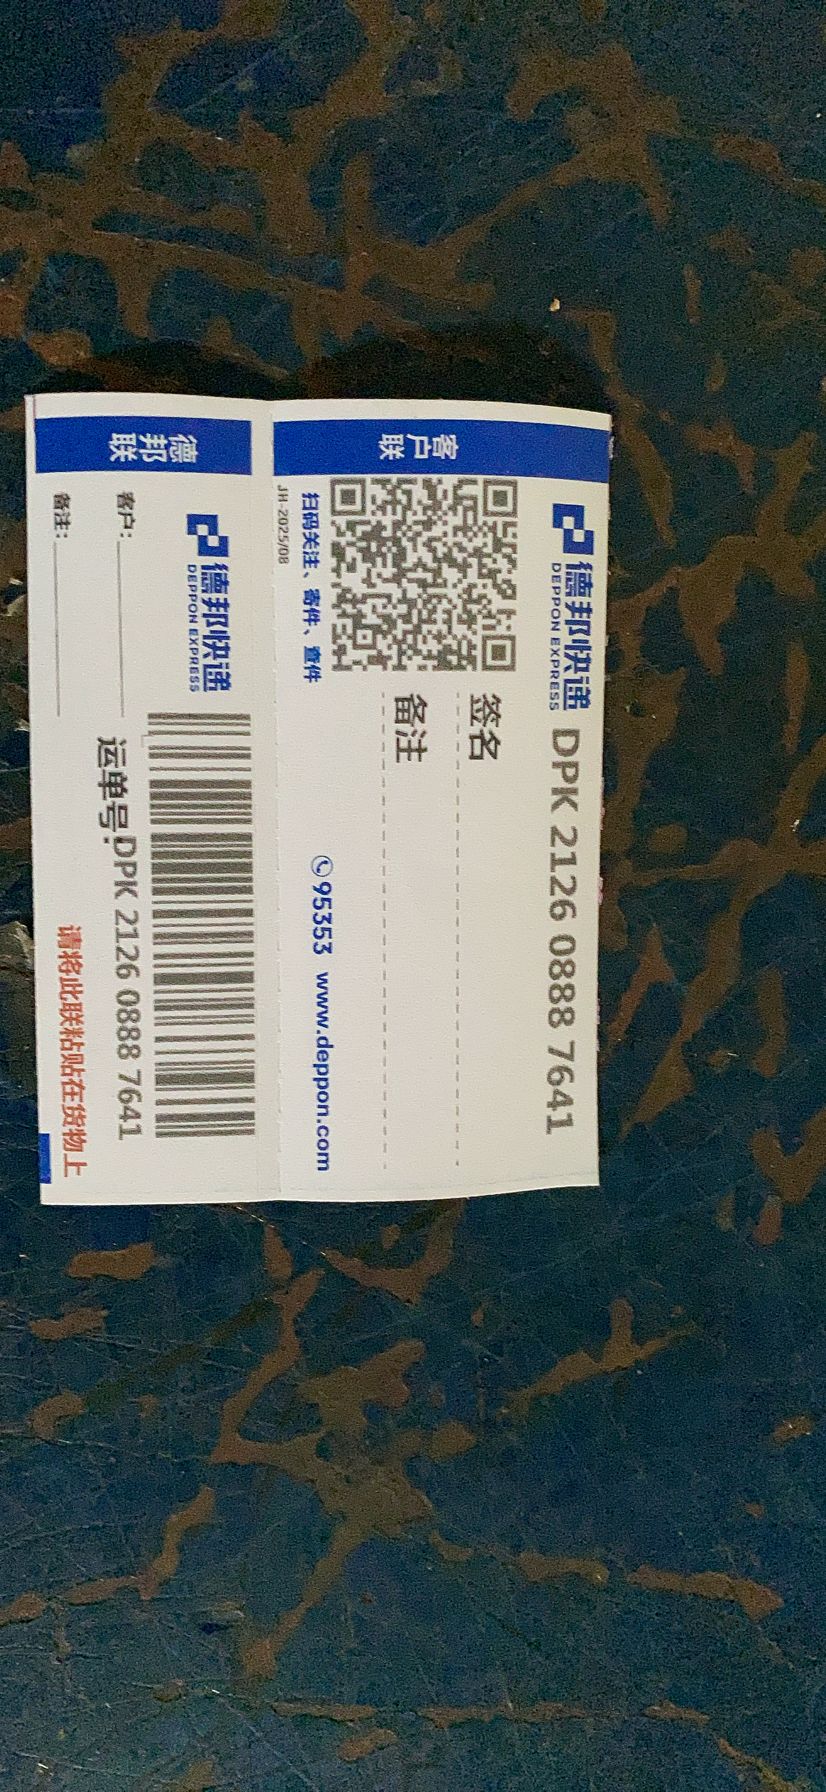 客户联
德邦快递
DEPPON EXPRESS
DPK 2126 0888 7641
签名
备注
扫码关注、寄件、查件
95353 www.deppon.com
JH-2025/08
德邦联
德邦快递
DEPPON EXPRESS
客户：
备注：
运单号：DPK 2126 0888 7641
请将此联粘贴在货物上